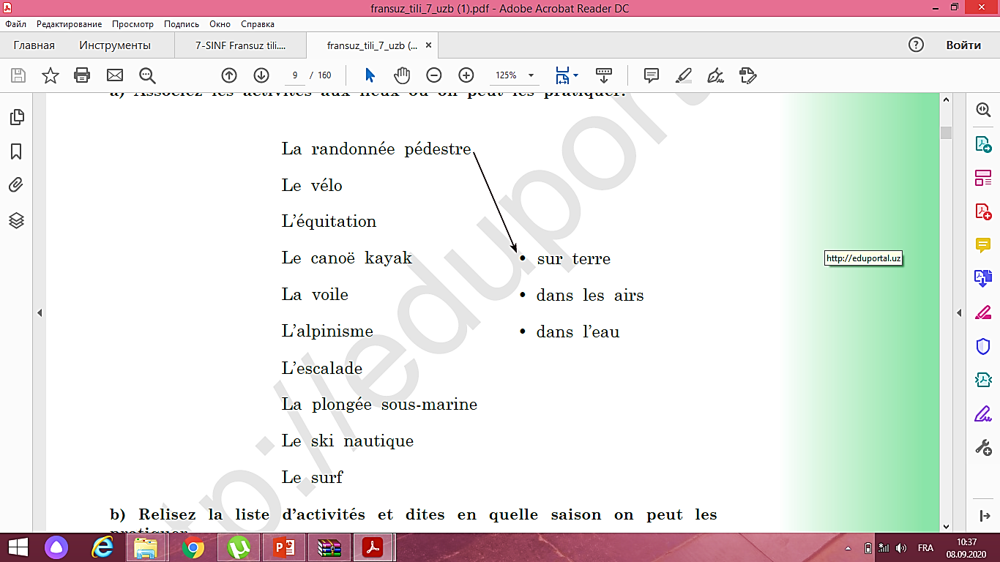 fransuz_tili_7_uzb (1).pdf - Adobe Acrobat Reader DC
Файл Редактирование Просмотр Подпись Окно Справка
Главная Инструменты 7-SINF Fransuz tili.... fransuz_tili_7_uzb (... × Войти
9 / 160 125%
a) Associez les activités aux lieux où on peut les pratiquer.
La randonnée pédestre
Le vélo
L'équitation
Le canoë kayak • sur terre
http://eduportal.uz
La voile • dans les airs
L'alpinisme • dans l'eau
L'escalade
La plongée sous-marine
Le ski nautique
Le surf
b) Relisez la liste d'activités et dites en quelle saison on peut les
pratiquer
FRA 10:37
08.09.2020